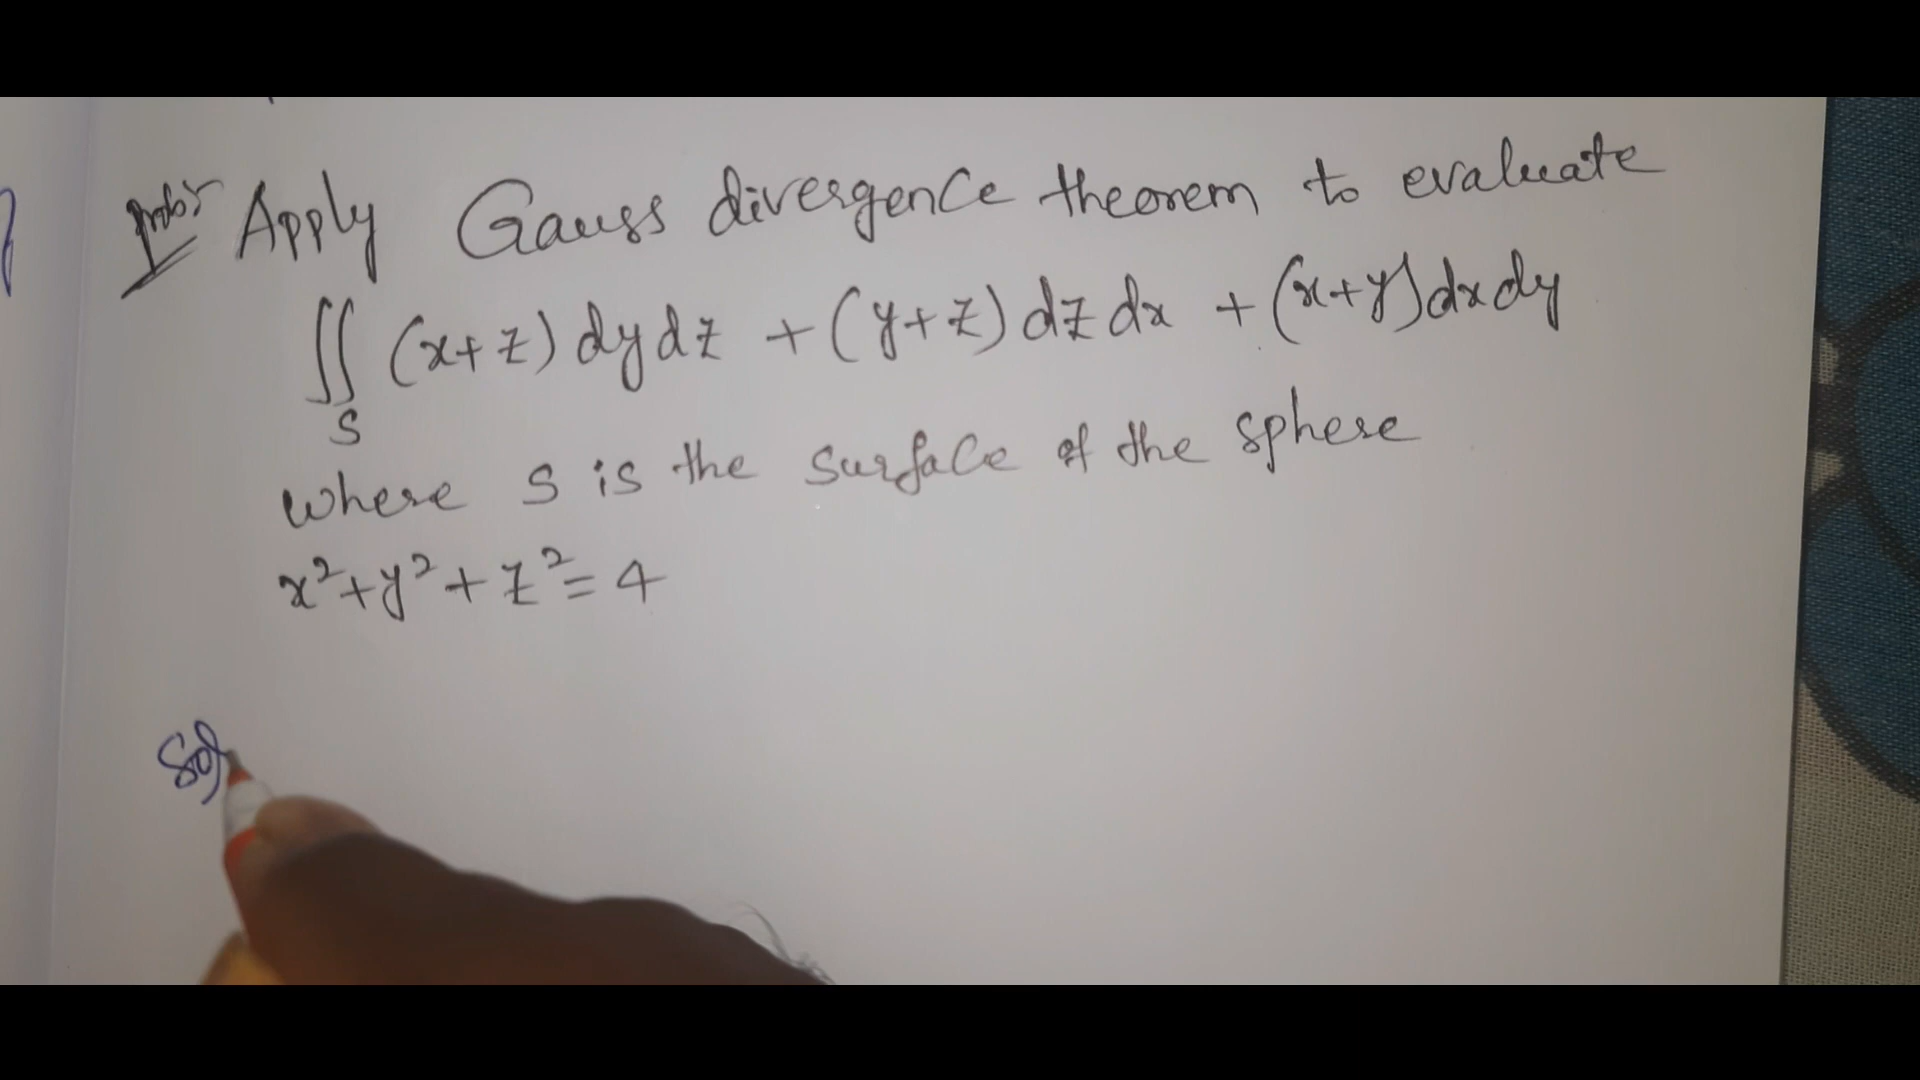 Prob:- Apply Gauss divergence theorem to evaluate
∬ (x+z) dy dz + (y+z) dz dx + (x+y) dx dy
S
where S is the surface of the sphere
x²+y²+z²=4
Sol